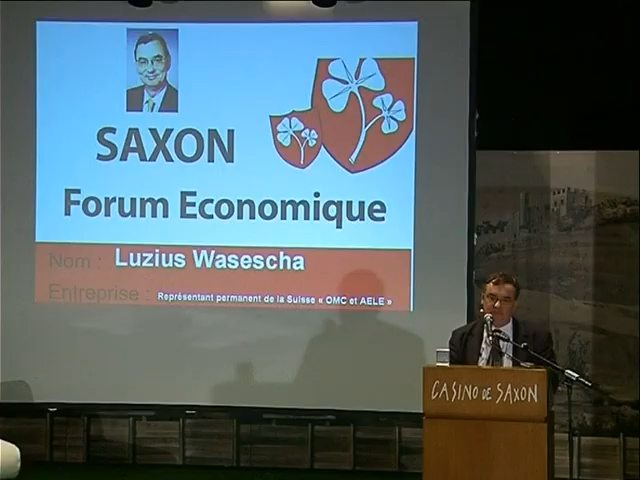 SAXON
Forum Economique
Nom : Luzius Wasescha
Entreprise : Représentant permanent de la Suisse « OMC et AELE »
CASINO DE SAXON